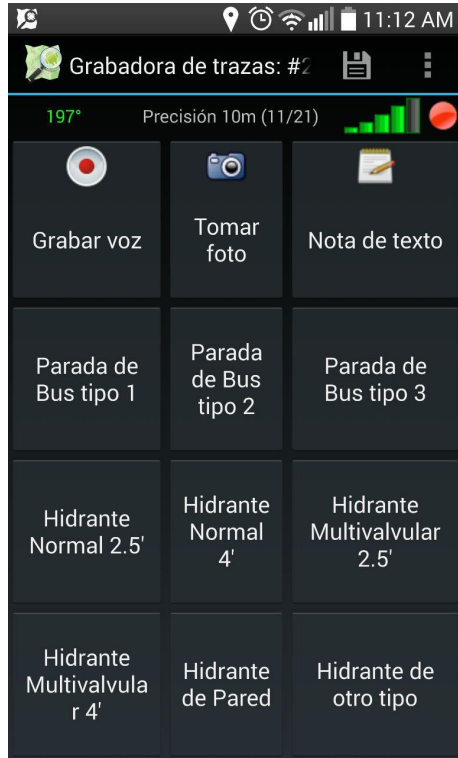 11:12 AM
Grabadora de trazas: #2
197°
Precisión 10m (11/21)
Grabar voz
Tomar
foto
Nota de texto
Parada de
Bus tipo 1
Parada
de Bus
tipo 2
Parada de
Bus tipo 3
Hidrante
Normal 2.5'
Hidrante
Normal
4'
Hidrante
Multivalvular
2.5'
Hidrante
Multivalvula
r 4'
Hidrante
de Pared
Hidrante de
otro tipo